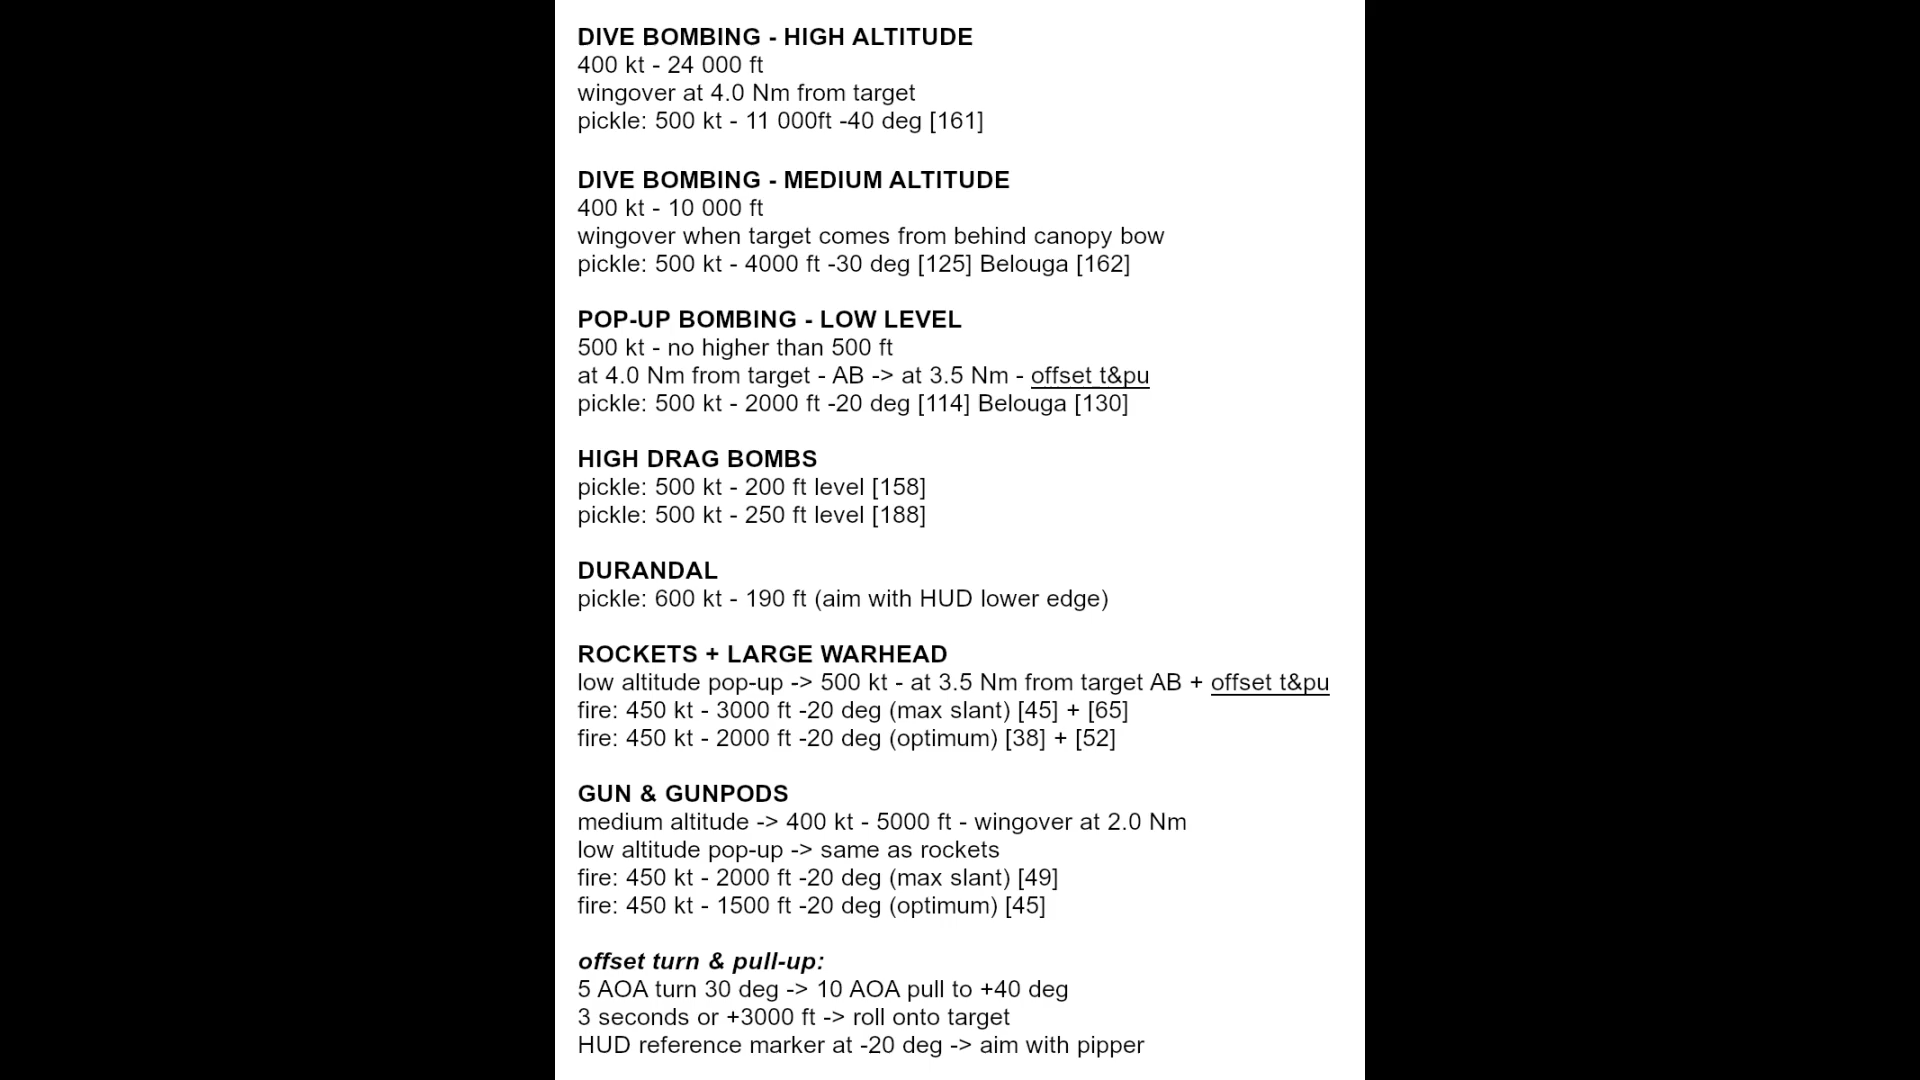 DIVE BOMBING - HIGH ALTITUDE
400 kt - 24 000 ft
wingover at 4.0 Nm from target
pickle: 500 kt - 11 000ft -40 deg [161]
DIVE BOMBING - MEDIUM ALTITUDE
400 kt - 10 000 ft
wingover when target comes from behind canopy bow
pickle: 500 kt - 4000 ft -30 deg [125] Belouga [162]
POP-UP BOMBING - LOW LEVEL
500 kt - no higher than 500 ft
at 4.0 Nm from target - AB -> at 3.5 Nm - offset t&pu
pickle: 500 kt - 2000 ft -20 deg [114] Belouga [130]
HIGH DRAG BOMBS
pickle: 500 kt - 200 ft level [158]
pickle: 500 kt - 250 ft level [188]
DURANDAL
pickle: 600 kt - 190 ft (aim with HUD lower edge)
ROCKETS + LARGE WARHEAD
low altitude pop-up -> 500 kt - at 3.5 Nm from target AB + offset t&pu
fire: 450 kt - 3000 ft -20 deg (max slant) [45] + [65]
fire: 450 kt - 2000 ft -20 deg (optimum) [38] + [52]
GUN & GUNPODS
medium altitude -> 400 kt - 5000 ft - wingover at 2.0 Nm
low altitude pop-up -> same as rockets
fire: 450 kt - 2000 ft -20 deg (max slant) [49]
fire: 450 kt - 1500 ft -20 deg (optimum) [45]
offset turn & pull-up:
5 AOA turn 30 deg -> 10 AOA pull to +40 deg
3 seconds or +3000 ft -> roll onto target
HUD reference marker at -20 deg -> aim with pipper